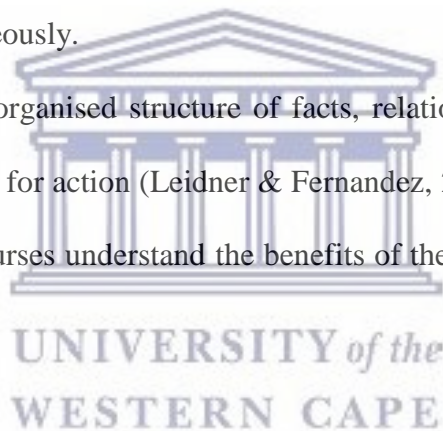 eously.
organised structure of facts, relatio
for action (Leidner & Fernandez, 2
urses understand the benefits of the
UNIVERSITY of the
WESTERN CAPE